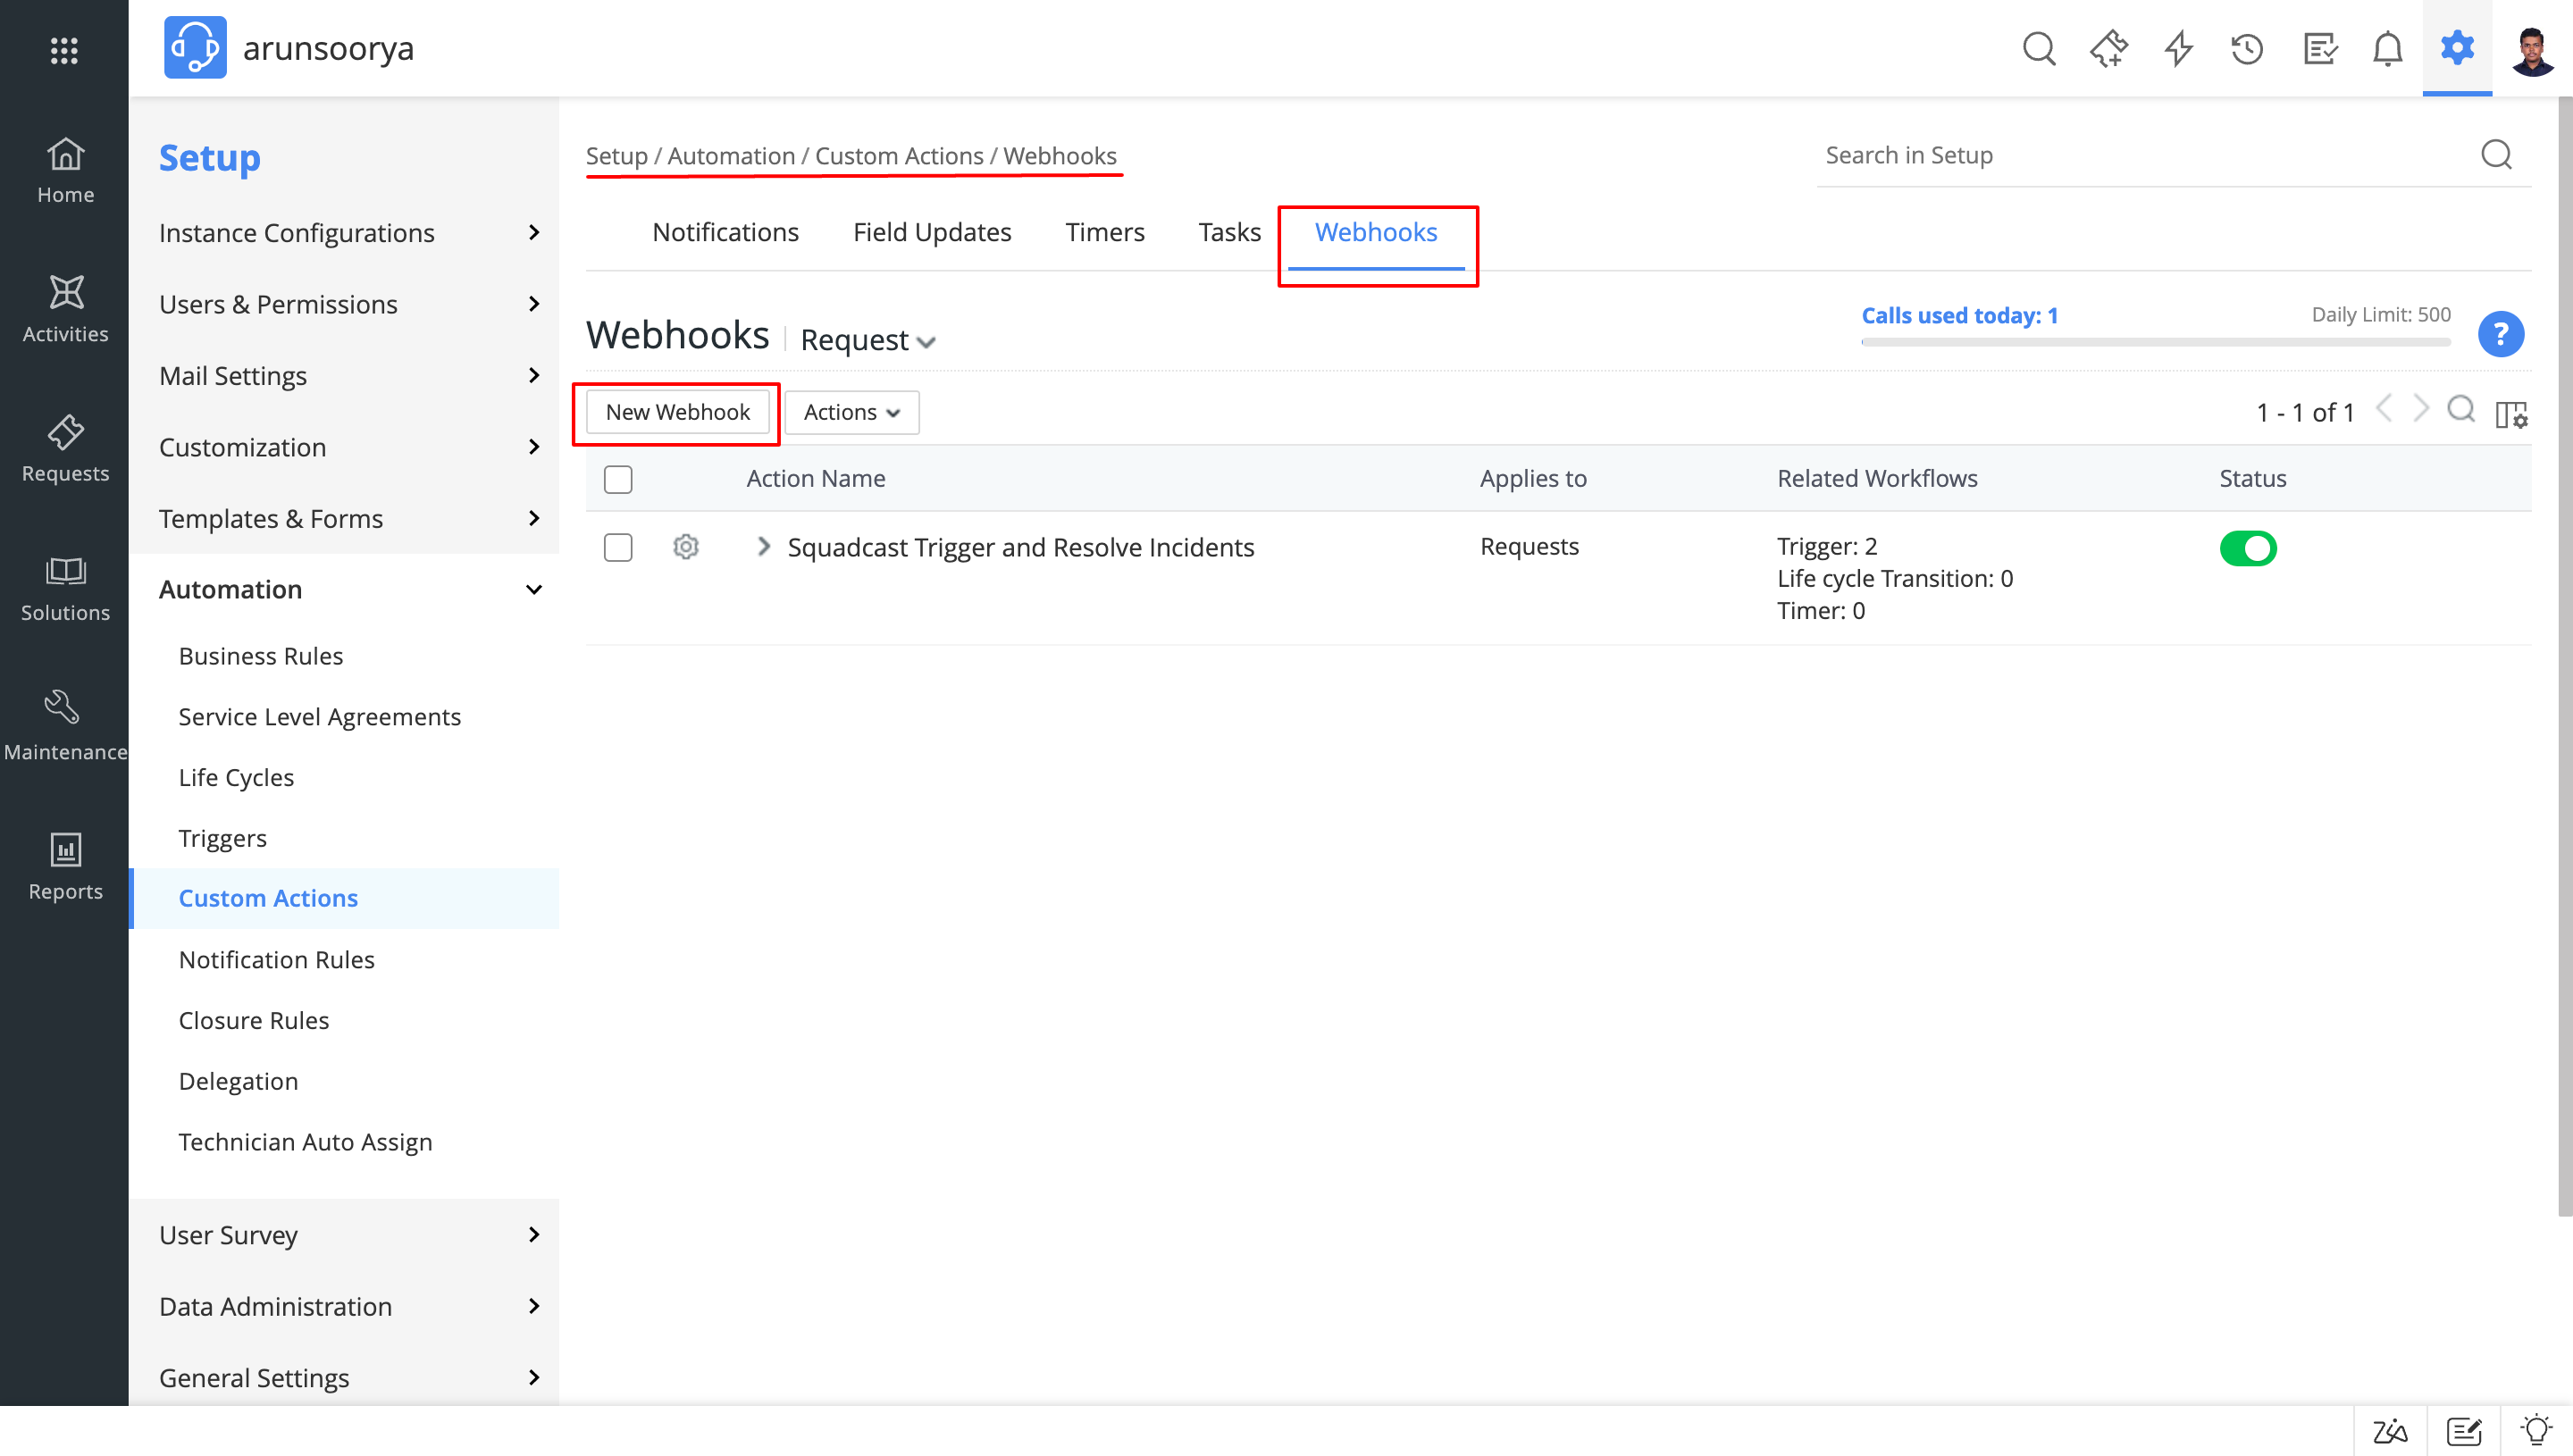 arunsoorya
Home
Activities
Requests
Solutions
Maintenance
Reports
Setup
Instance Configurations
Users & Permissions
Mail Settings
Customization
Templates & Forms
Automation
Business Rules
Service Level Agreements
Life Cycles
Triggers
Custom Actions
Notification Rules
Closure Rules
Delegation
Technician Auto Assign
User Survey
Data Administration
General Settings
Setup / Automation / Custom Actions / Webhooks
Search in Setup
Notifications Field Updates Timers Tasks Webhooks
Webhooks Request
Calls used today: 1 Daily Limit: 500
?
New Webhook Actions
1 - 1 of 1
Action Name Applies to Related Workflows Status
Squadcast Trigger and Resolve Incidents Requests Trigger: 2
Life cycle Transition: 0
Timer: 0
Zia